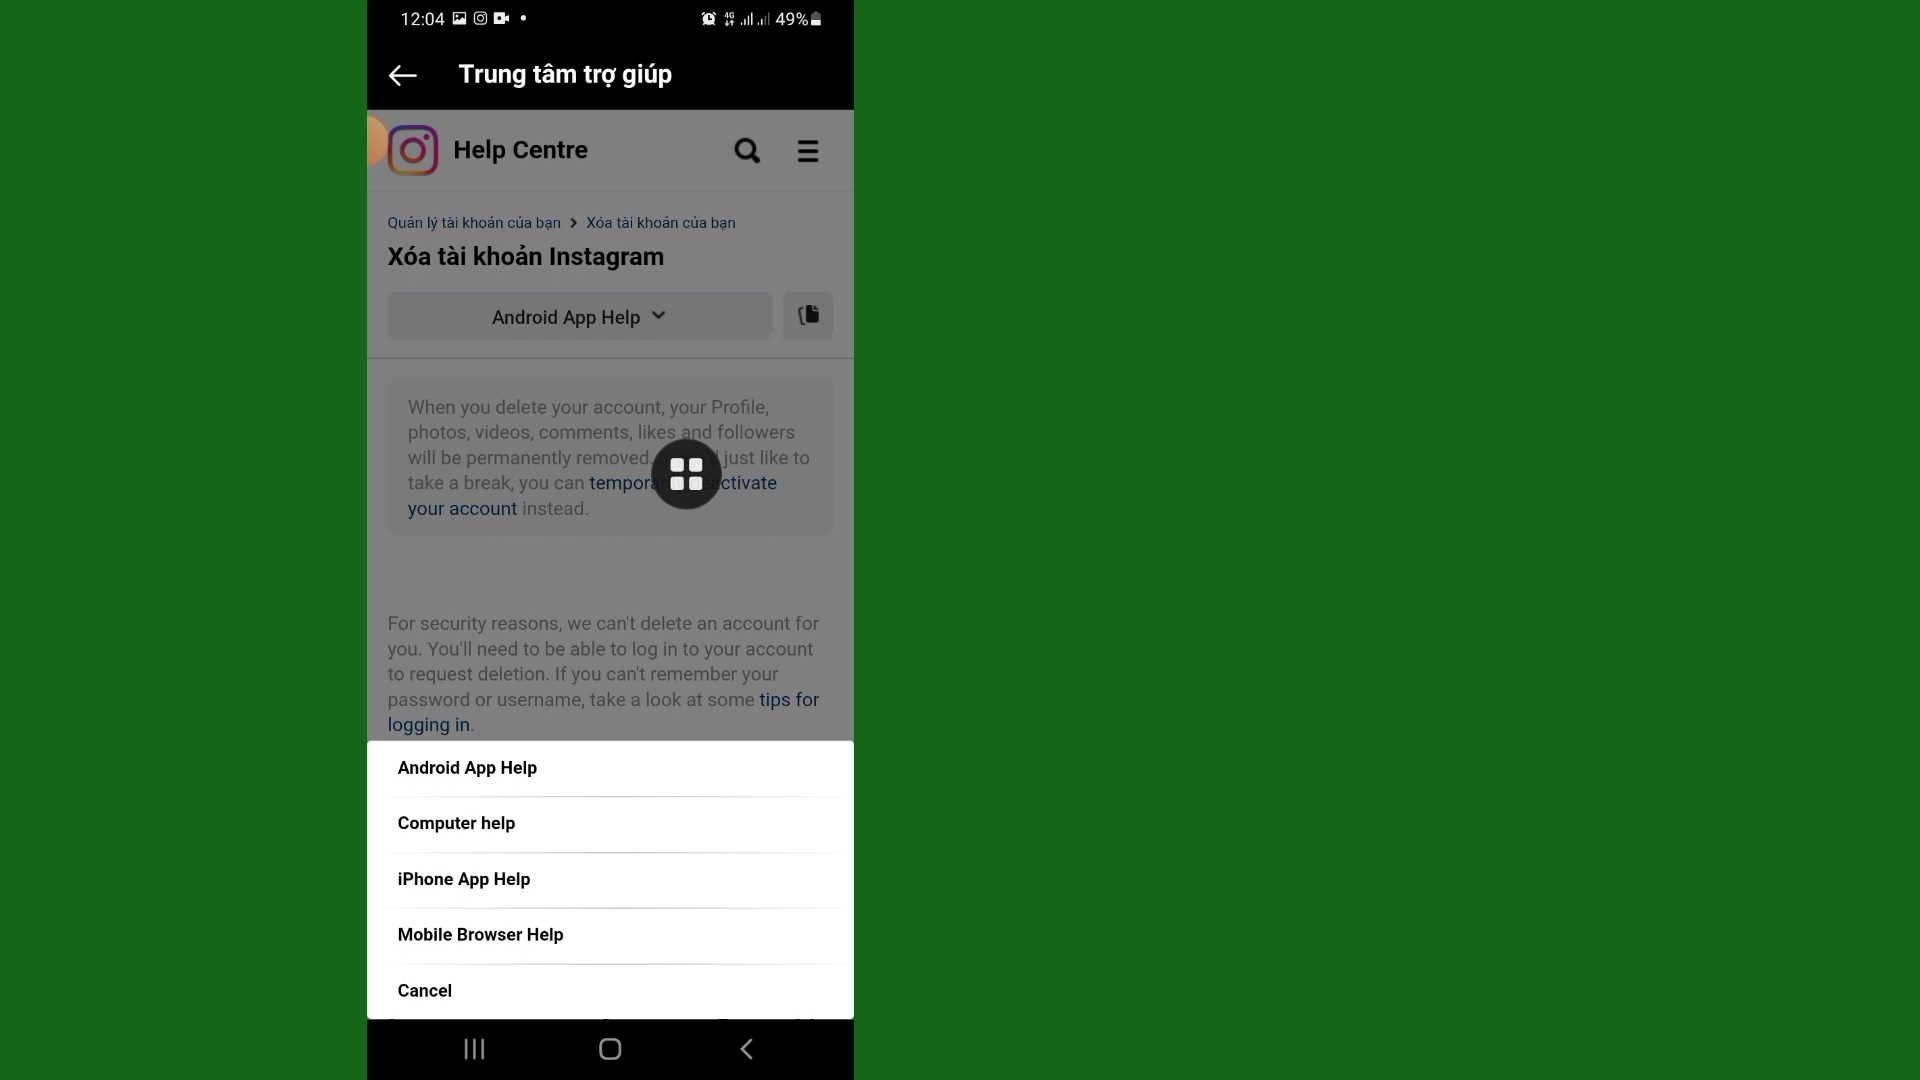 12:04
4G
49%
Trung tâm trợ giúp
Help Centre
Quản lý tài khoản của bạn > Xóa tài khoản của bạn
Xóa tài khoản Instagram
Android App Help
When you delete your account, your Profile,
photos, videos, comments, likes and followers
will be permanently removed. just like to
take a break, you can
your account instead.
For security reasons, we can't delete an account for
you. You'll need to be able to log in to your account
to request deletion. If you can't remember your
password or username, take a look at some tips for
logging in.
Android App Help
Computer help
iPhone App Help
Mobile Browser Help
Cancel